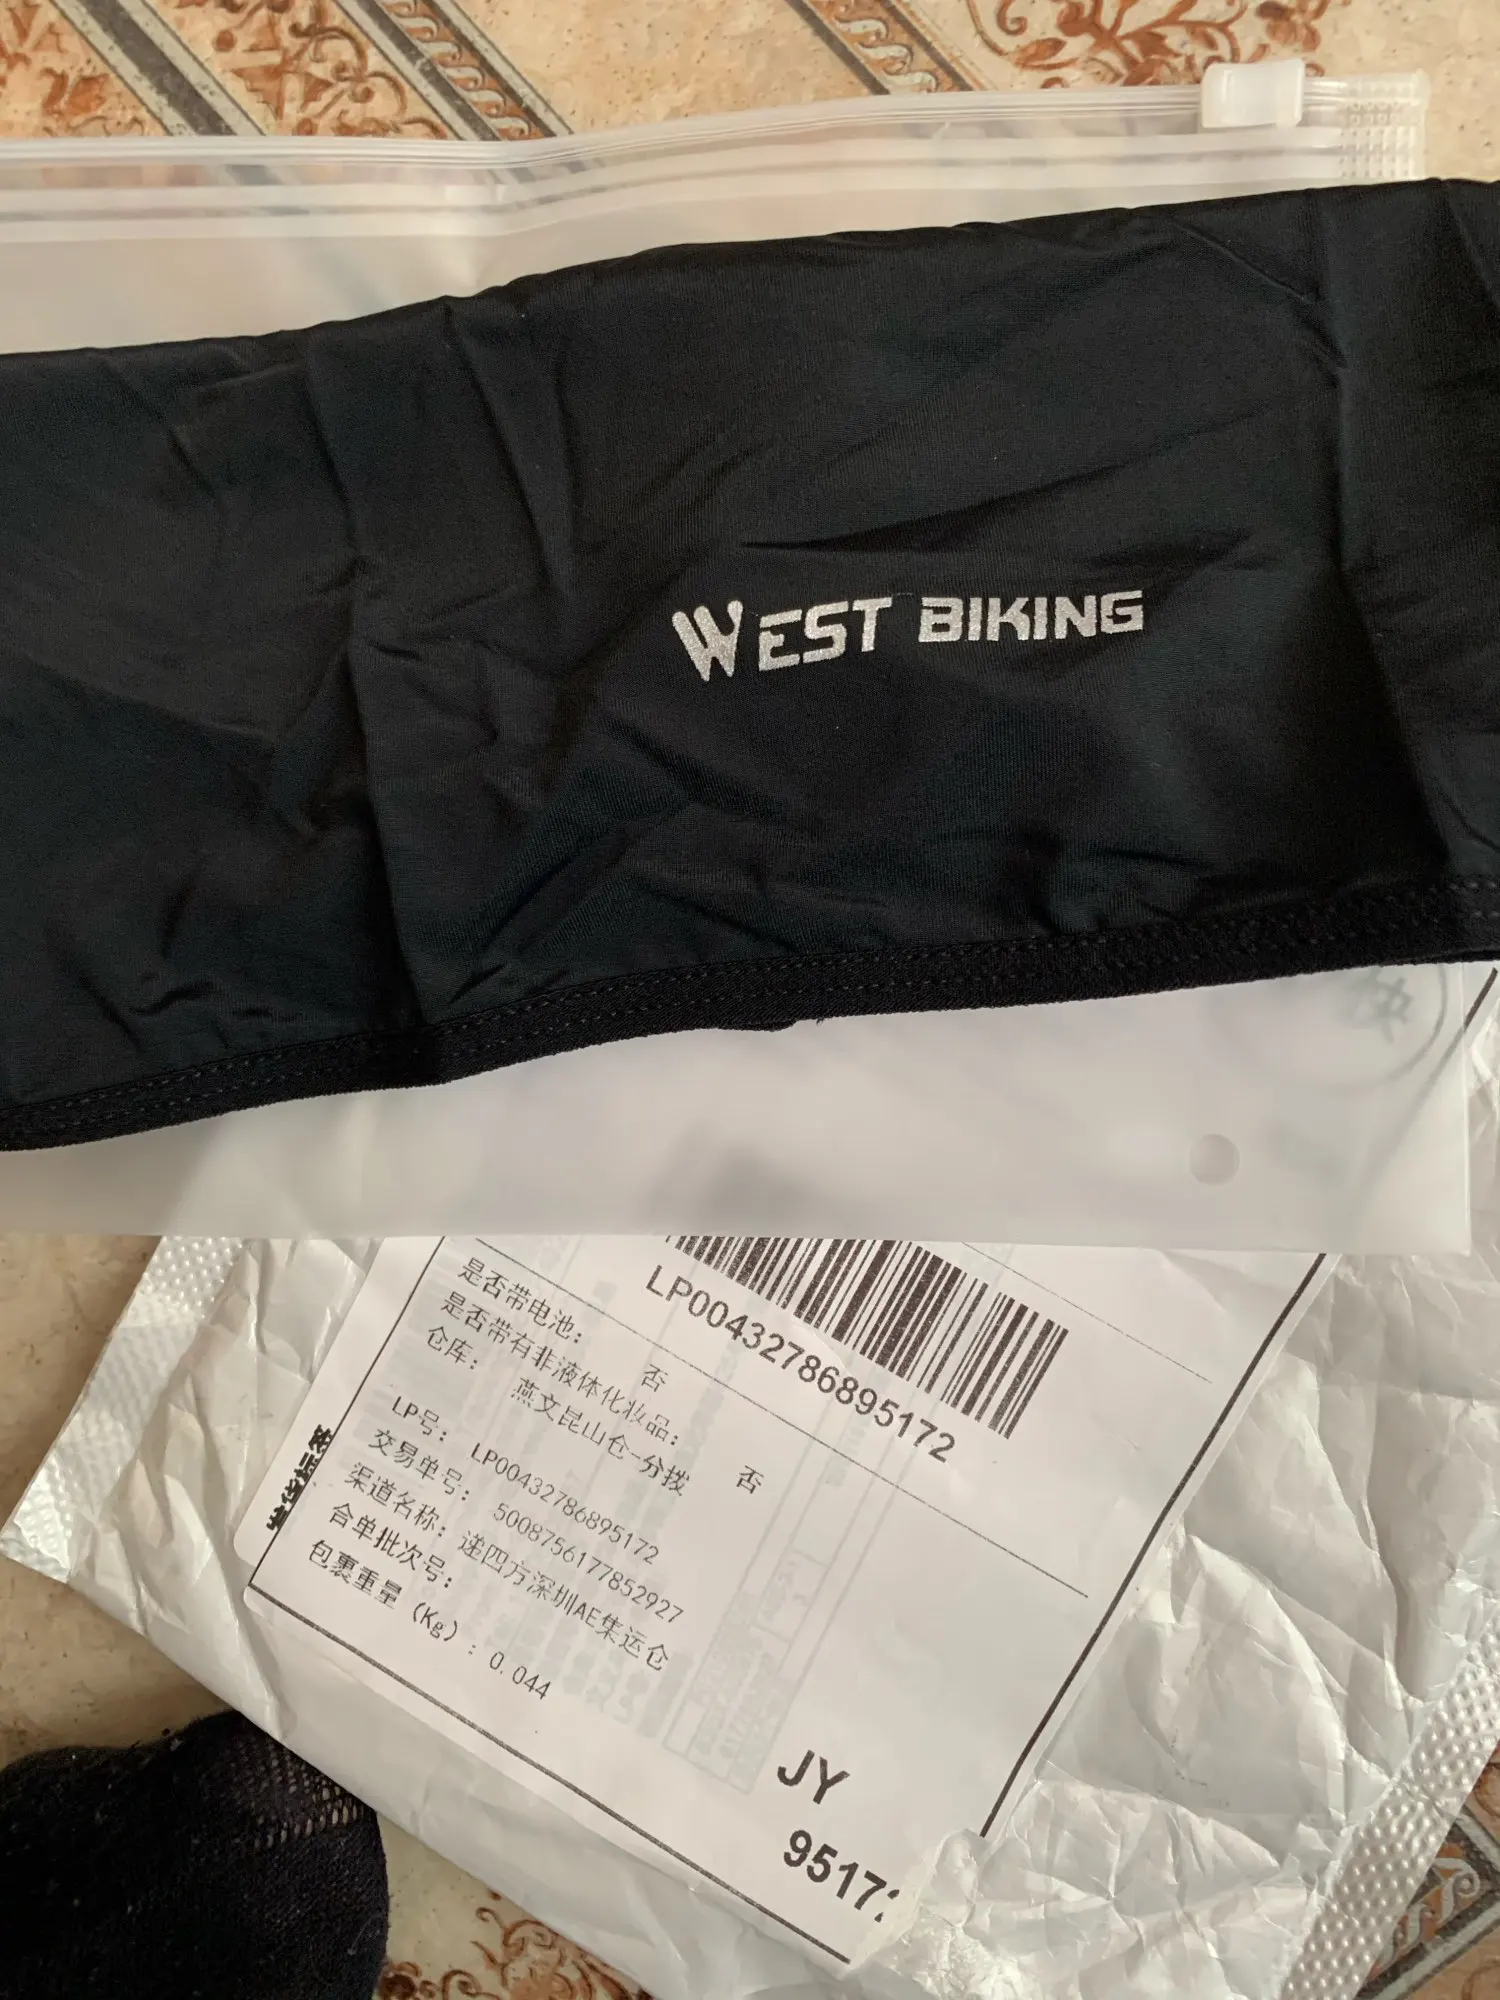 WEST BIKING
LP00432786895172
是否带电池： 否
是否带有非液体化妆品： 否
仓库： 燕文昆山仓-分拨
LP号： LP00432786895172
交易单号： 5008756177852927
渠道名称： 递四方深圳AE集运仓
合单批次号：
包裹重量（Kg）: 0.044
JY
95172